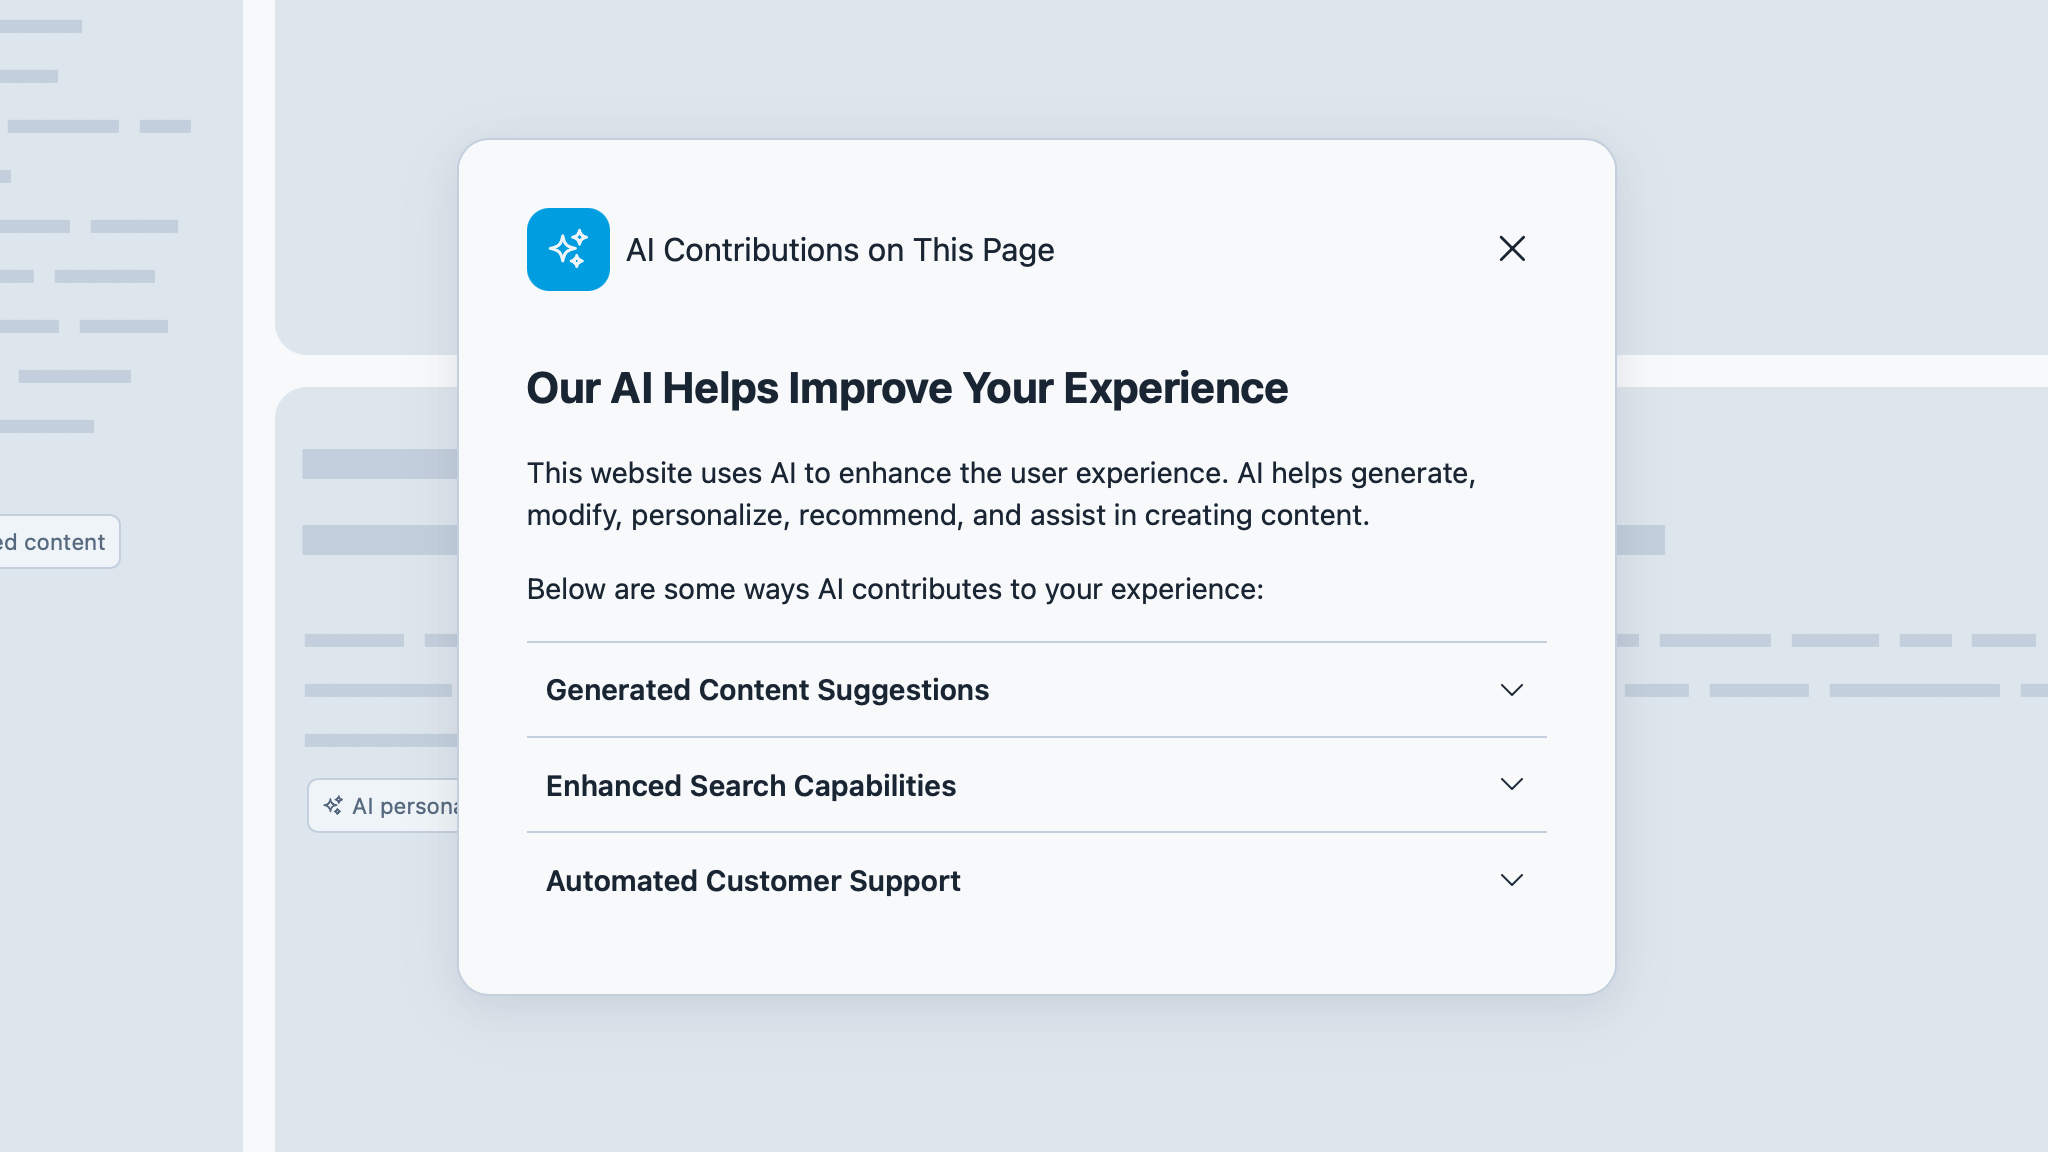 AI Contributions on This Page
Our AI Helps Improve Your Experience
This website uses AI to enhance the user experience. AI helps generate,
modify, personalize, recommend, and assist in creating content.
Below are some ways AI contributes to your experience:
Generated Content Suggestions
Enhanced Search Capabilities
Automated Customer Support
content
AI